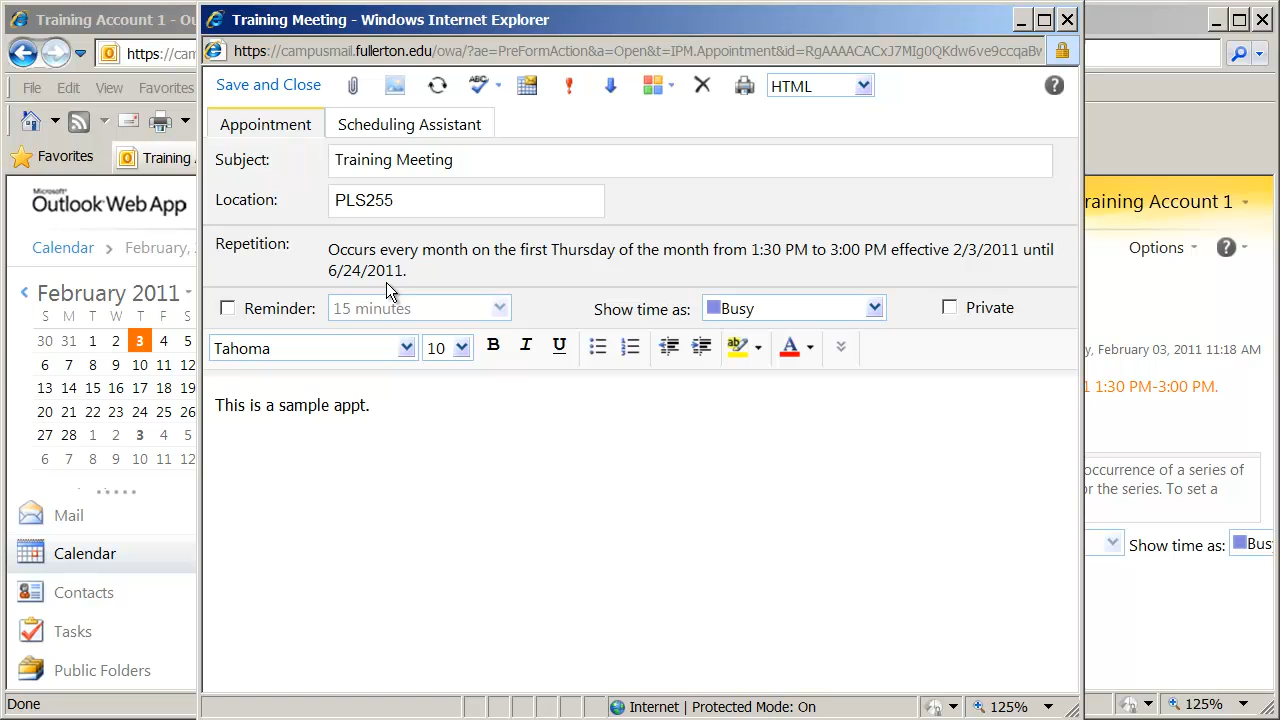 Training Account 1 - Ou
Training Meeting - Windows Internet Explorer
https://cam
https://campusmail.fullerton.edu/owa/?ae=PreFormAction&a=Open&t=IPM.Appointment&id=
File Edit View Favorites
Save and Close
ABC
HTML
Appointment Scheduling Assistant
Favorites
Training
Subject: Training Meeting
Location: PLS255
Microsoft
Outlook Web App
raining Account 1
Calendar > February,
Options
Repetition: Occurs every month on the first Thursday of the month from 1:30 PM to 3:00 PM effective 2/3/2011 until
6/24/2011.
February 2011
S M T W T F S
30 31 1 2 3 4 5
6 7 8 9 10 11 12
13 14 15 16 17 18 19
20 21 22 23 24 25 26
27 28 1 2 3 4 5
6 7 8 9 10 11 12
Reminder: 15 minutes Show time as: Busy Private
Tahoma 10 B I U ab A
y, February 03, 2011 11:18 AM
1 1:30 PM-3:00 PM.
This is a sample appt.
occurrence of a series of
or the series. To set a
Mail
Calendar
Show time as: Bus
Contacts
Tasks
Public Folders
Done
Internet | Protected Mode: On 125%
125%